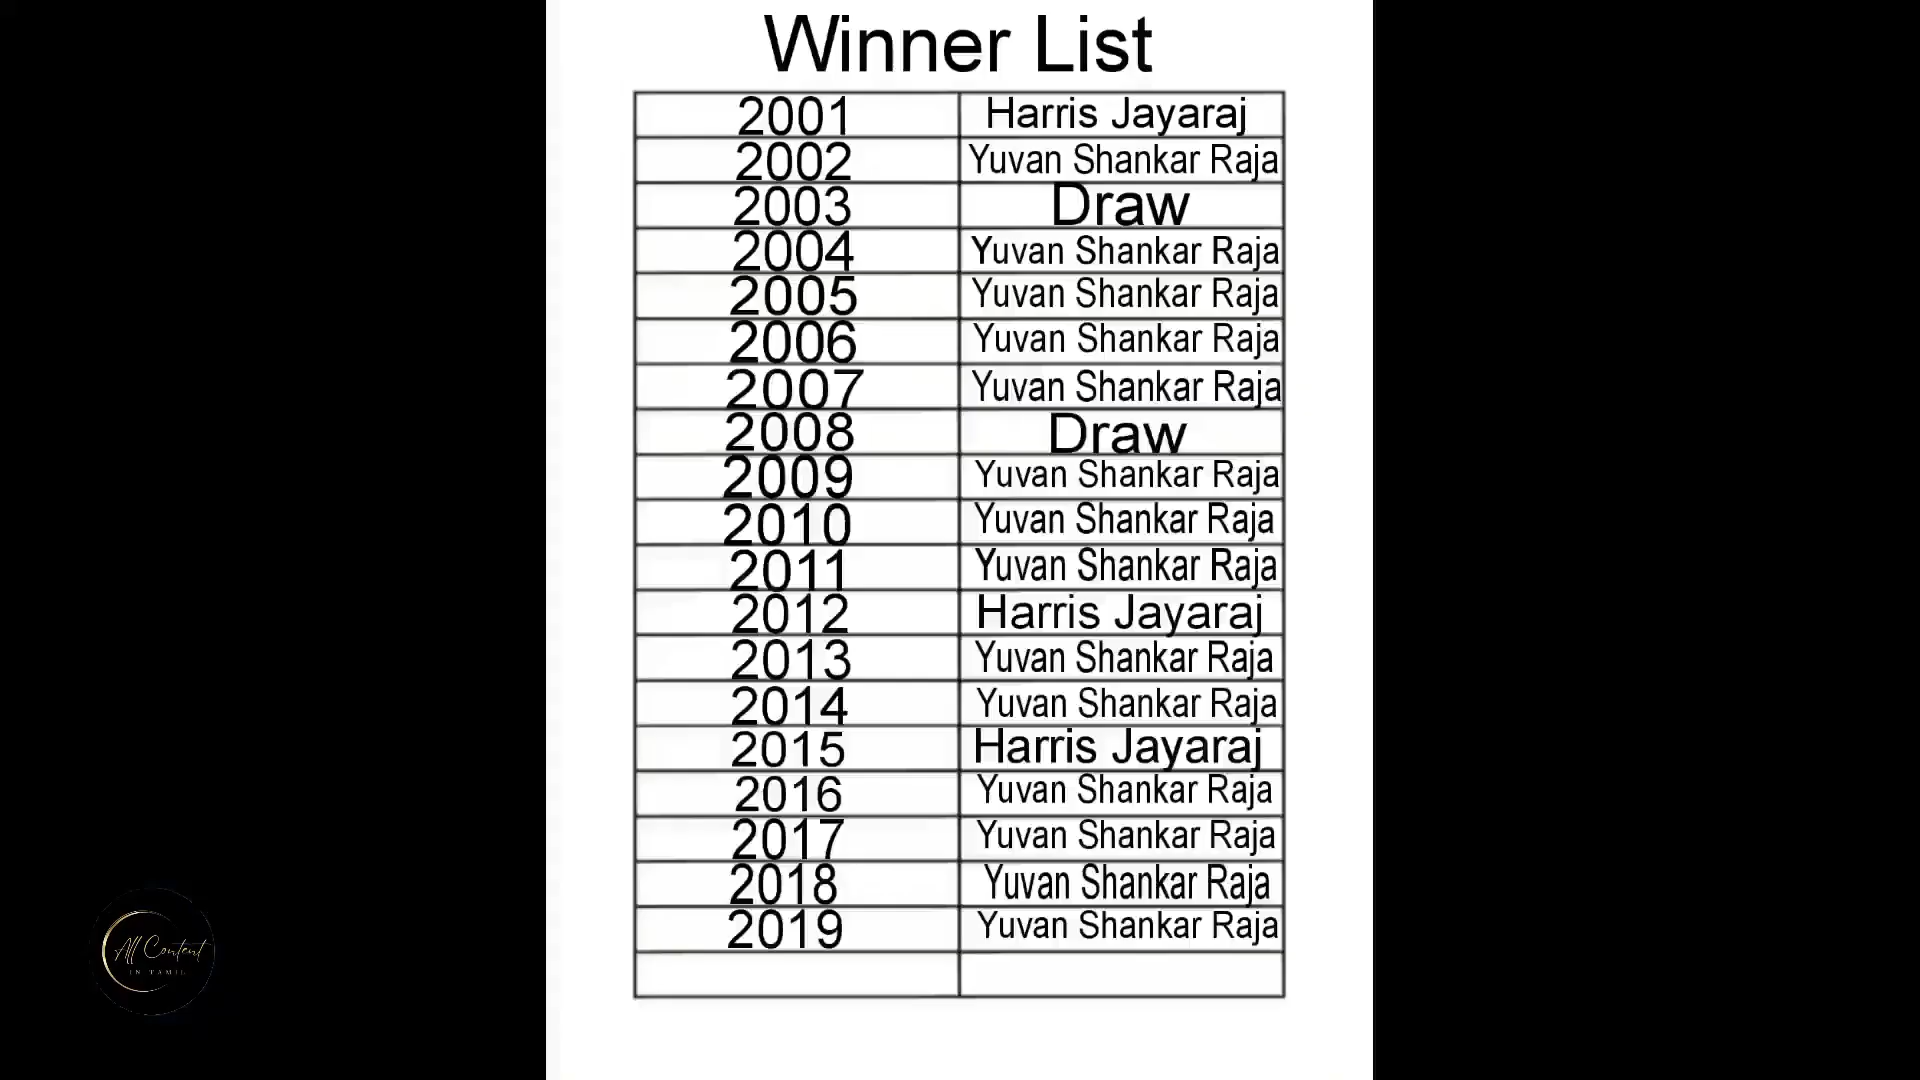 Winner List
2001 Harris Jayaraj
2002 Yuvan Shankar Raja
2003 Draw
2004 Yuvan Shankar Raja
2005 Yuvan Shankar Raja
2006 Yuvan Shankar Raja
2007 Yuvan Shankar Raja
2008 Draw
2009 Yuvan Shankar Raja
2010 Yuvan Shankar Raja
2011 Yuvan Shankar Raja
2012 Harris Jayaraj
2013 Yuvan Shankar Raja
2014 Yuvan Shankar Raja
2015 Harris Jayaraj
2016 Yuvan Shankar Raja
2017 Yuvan Shankar Raja
2018 Yuvan Shankar Raja
2019 Yuvan Shankar Raja
All Content
IN TAMIL